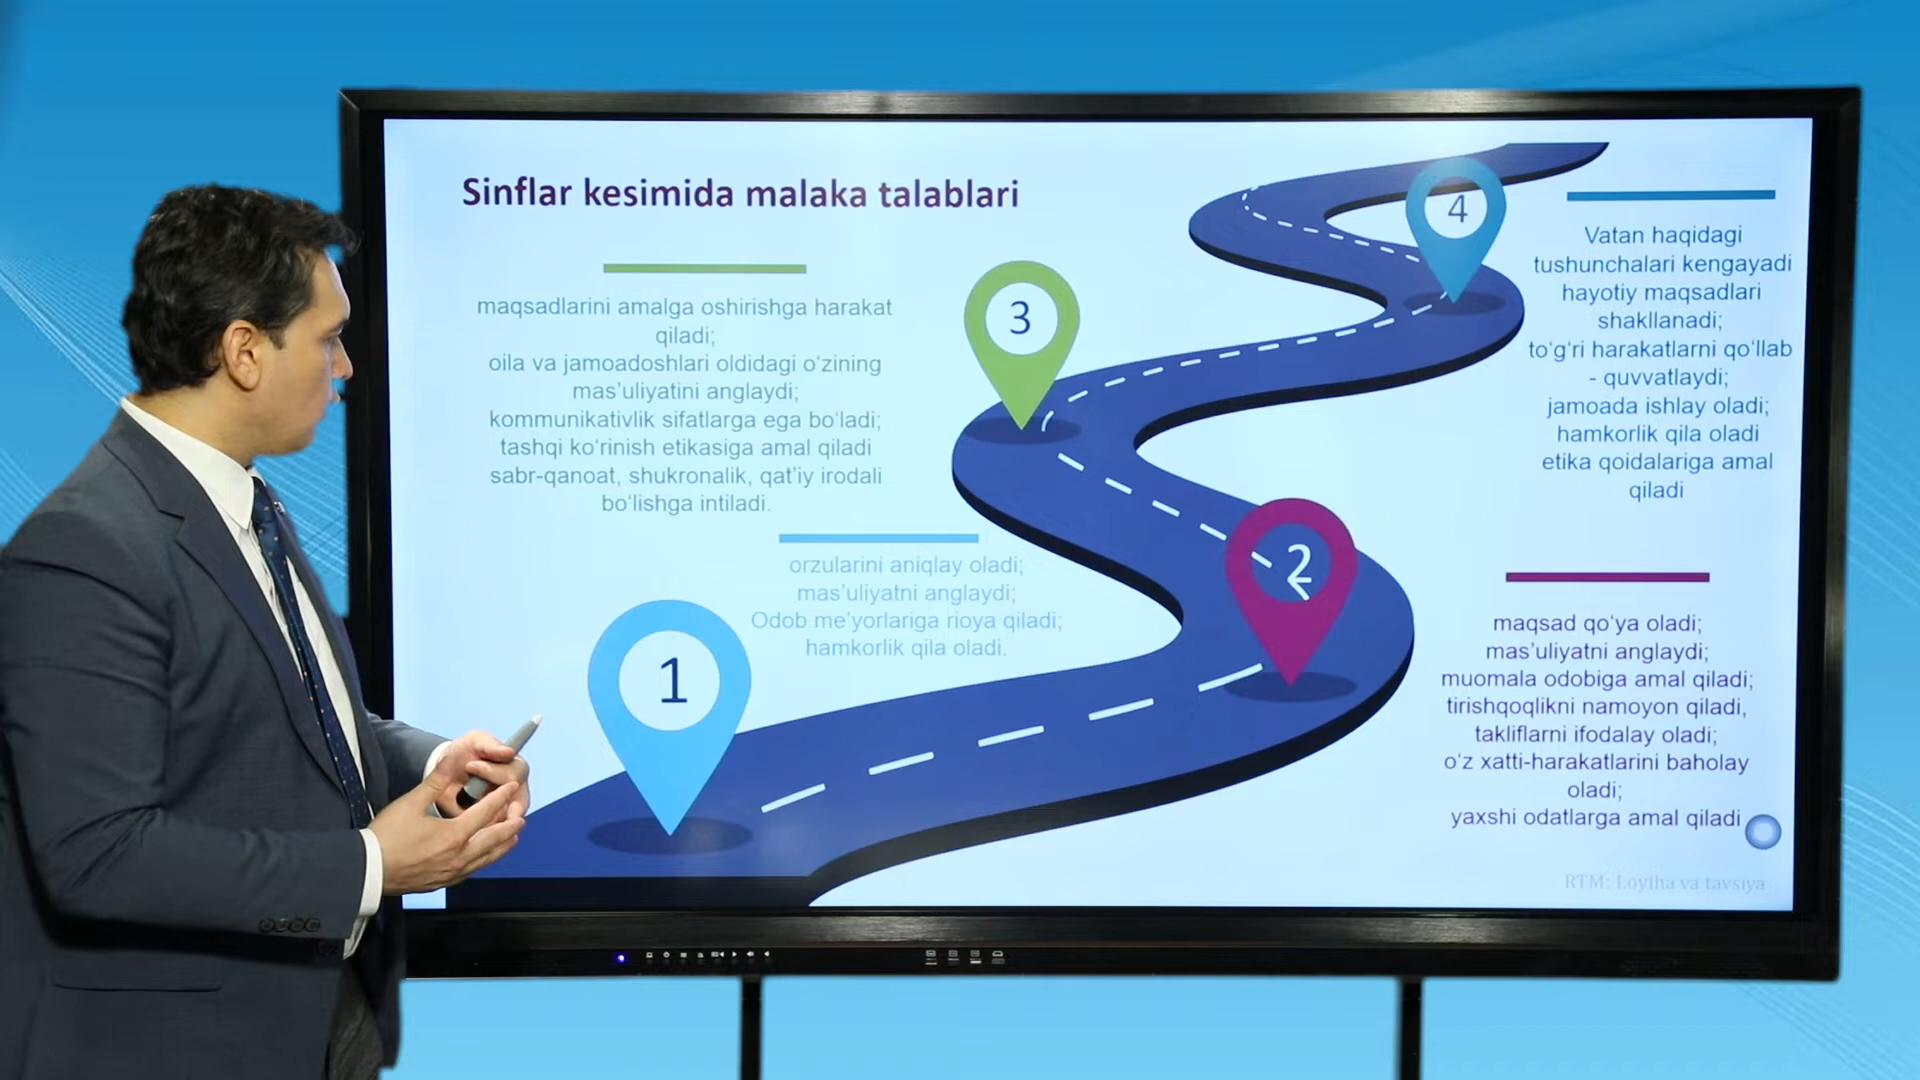 Sinflar kesimida malaka talablari
maqsadlarini amalga oshirishga harakat
qiladi;
oila va jamoadoshlari oldidagi o‘zining
mas’uliyatini anglaydi;
kommunikativlik sifatlarga ega bo‘ladi;
tashqi ko‘rinish etikasiga amal qiladi
sabr-qanoat, shukronalik, qat’iy irodali
bo‘lishga intiladi.
3
4
Vatan haqidagi
tushunchalari kengayadi
hayotiy maqsadlari
shakllanadi;
to‘g‘ri harakatlarni qo‘llab
- quvvatlaydi;
jamoada ishlay oladi;
hamkorlik qila oladi
etika qoidalariga amal
qiladi
orzularini aniqlay oladi;
mas’uliyatni anglaydi;
Odob me’yorlariga rioya qiladi;
hamkorlik qila oladi.
1
2
maqsad qo‘ya oladi;
mas’uliyatni anglaydi;
muomala odobiga amal qiladi;
tirishqoqlikni namoyon qiladi,
takliflarni ifodalay oladi;
o‘z xatti-harakatlarini baholay
oladi;
yaxshi odatlarga amal qiladi
RTM: Loyiha va tavsiya